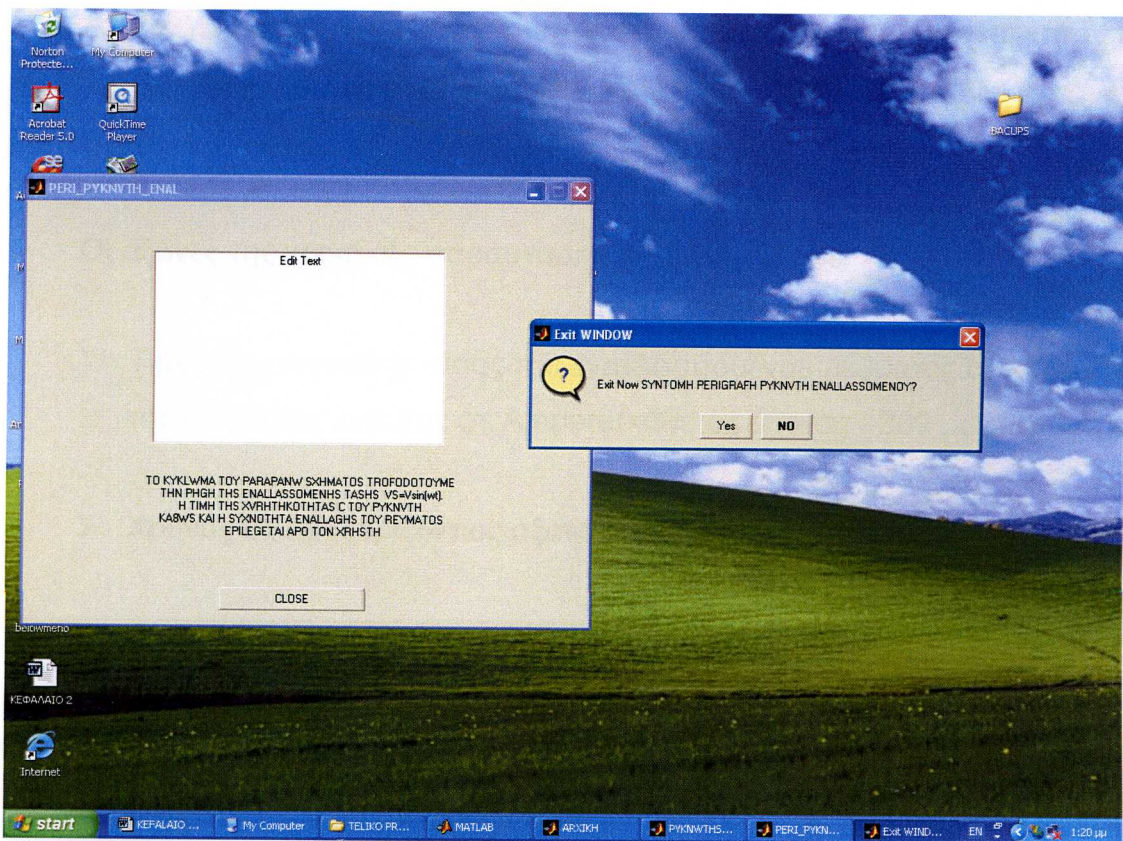 Norton
Protecte...
My Computer
Acrobat
Reader 5.0
QuickTime
Player
BACUPS
PERI_PYKNVTH_ENAL
Edit Text
TO KYKLWMA TOY PARAPANW SXHMATOS TROFODOTOYME
THN PHGH THS ENALLASSOMENHS TASHS VS=Vsin(wt).
H TIMH THS XVRHTHKOTHTAS C TOY PYKNVTH
KA8WS KAI H SYXNOTHTA ENALLAGHS TOY REYMATOS
EPILEGETAI APO TON XRHSTH
CLOSE
Exit WINDOW
Exit Now SYNTOMH PERIGRAFH PYKNVTH ENALLASSOMENOY?
Yes
NO
ΚΕΦΑΛΑΙΟ 2
Internet
start
KEFALAIO ...
My Computer
TELIKO PR...
MATLAB
ARXIKH
PYKNWTHS...
PERI_PYKN...
Exit WIND...
EN
1:20 μμ